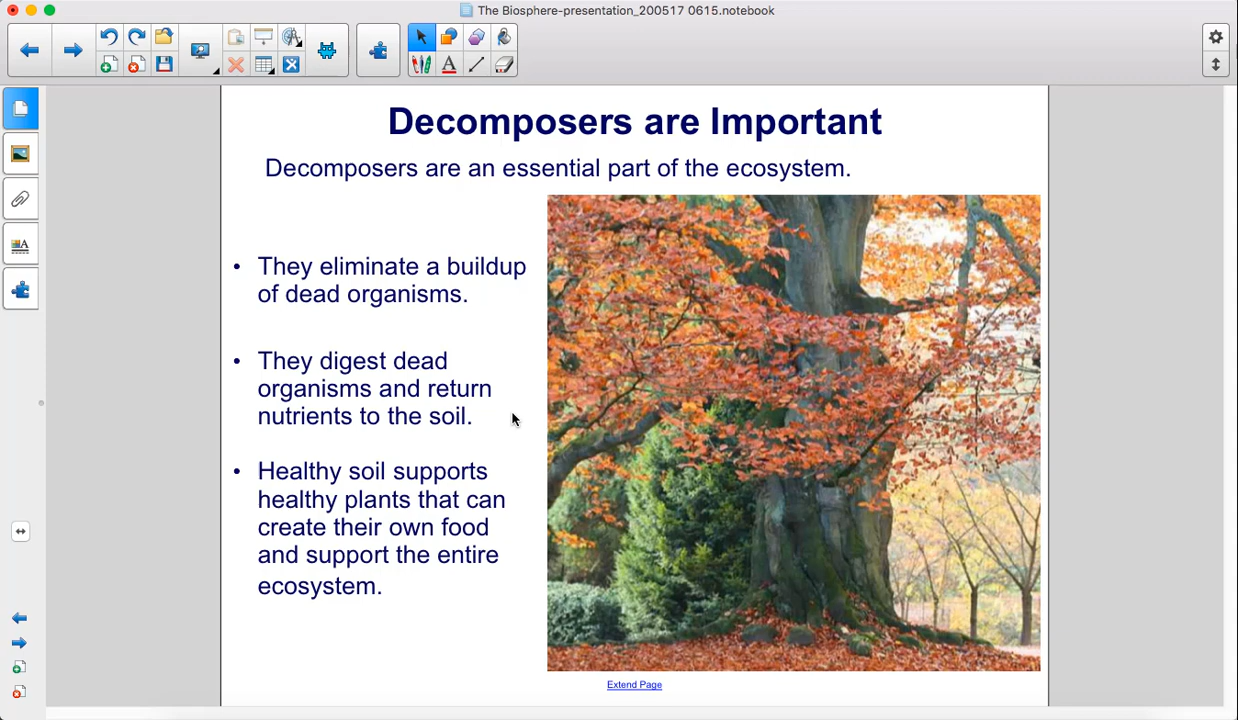 The Biosphere-presentation_200517 0615.notebook
Decomposers are Important
Decomposers are an essential part of the ecosystem.
• They eliminate a buildup
of dead organisms.
• They digest dead
organisms and return
nutrients to the soil.
• Healthy soil supports
healthy plants that can
create their own food
and support the entire
ecosystem.
Extend Page